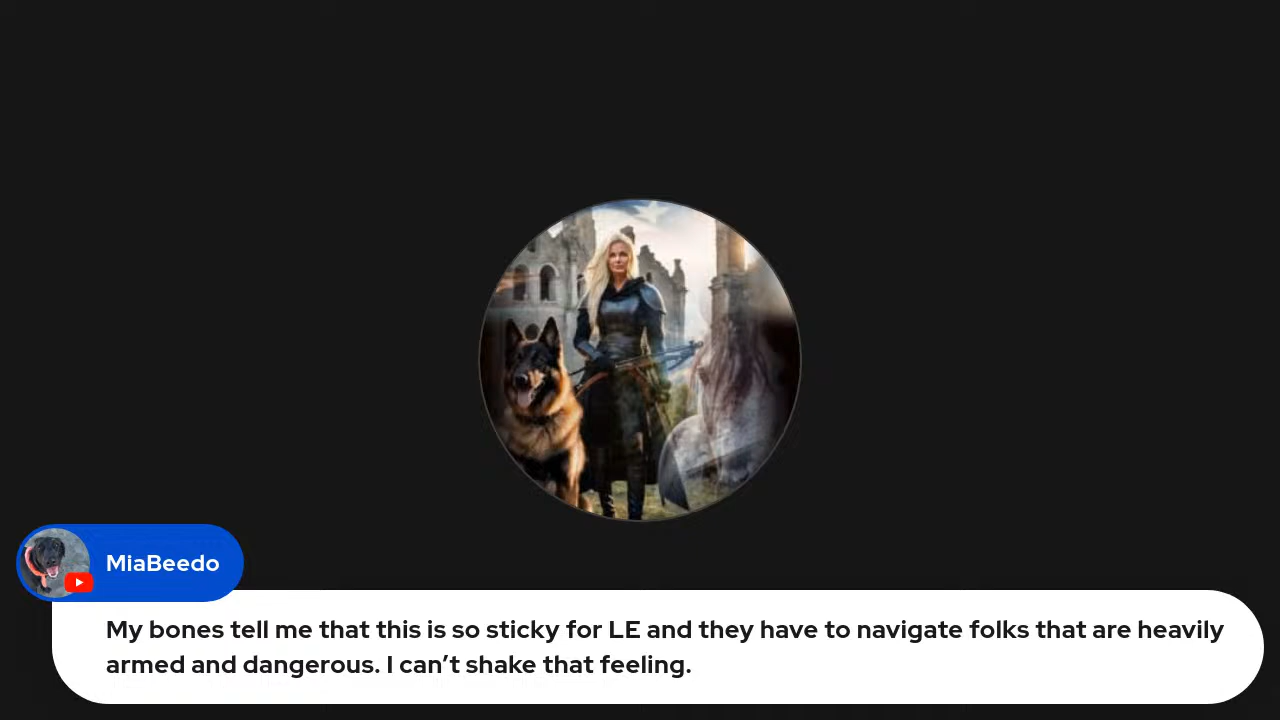 MiaBeedo
My bones tell me that this is so sticky for LE and they have to navigate folks that are heavily
armed and dangerous. I can’t shake that feeling.